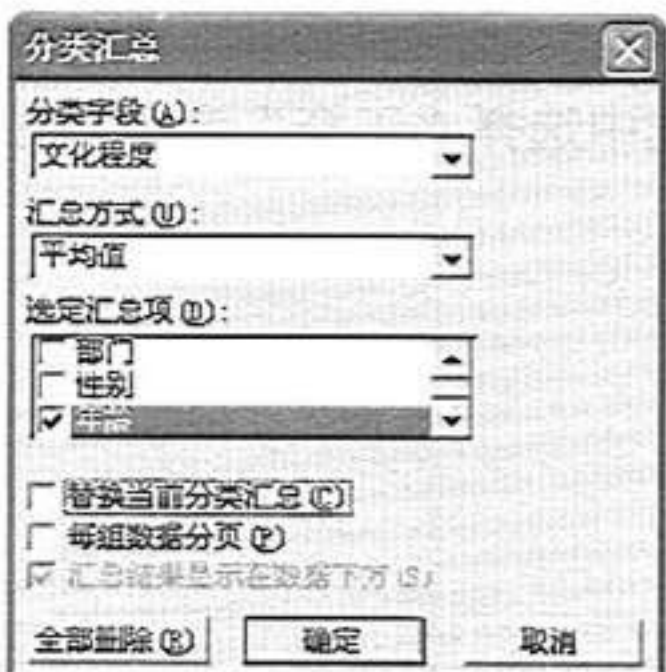 分类汇总
分类字段(A):
文化程度
汇总方式(U):
平均值
选定汇总项(D):
部门
性别
年龄
替换当前分类汇总(C)
每组数据分页(P)
汇总结果显示在数据下方(S)
全部删除(R) 确定 取消